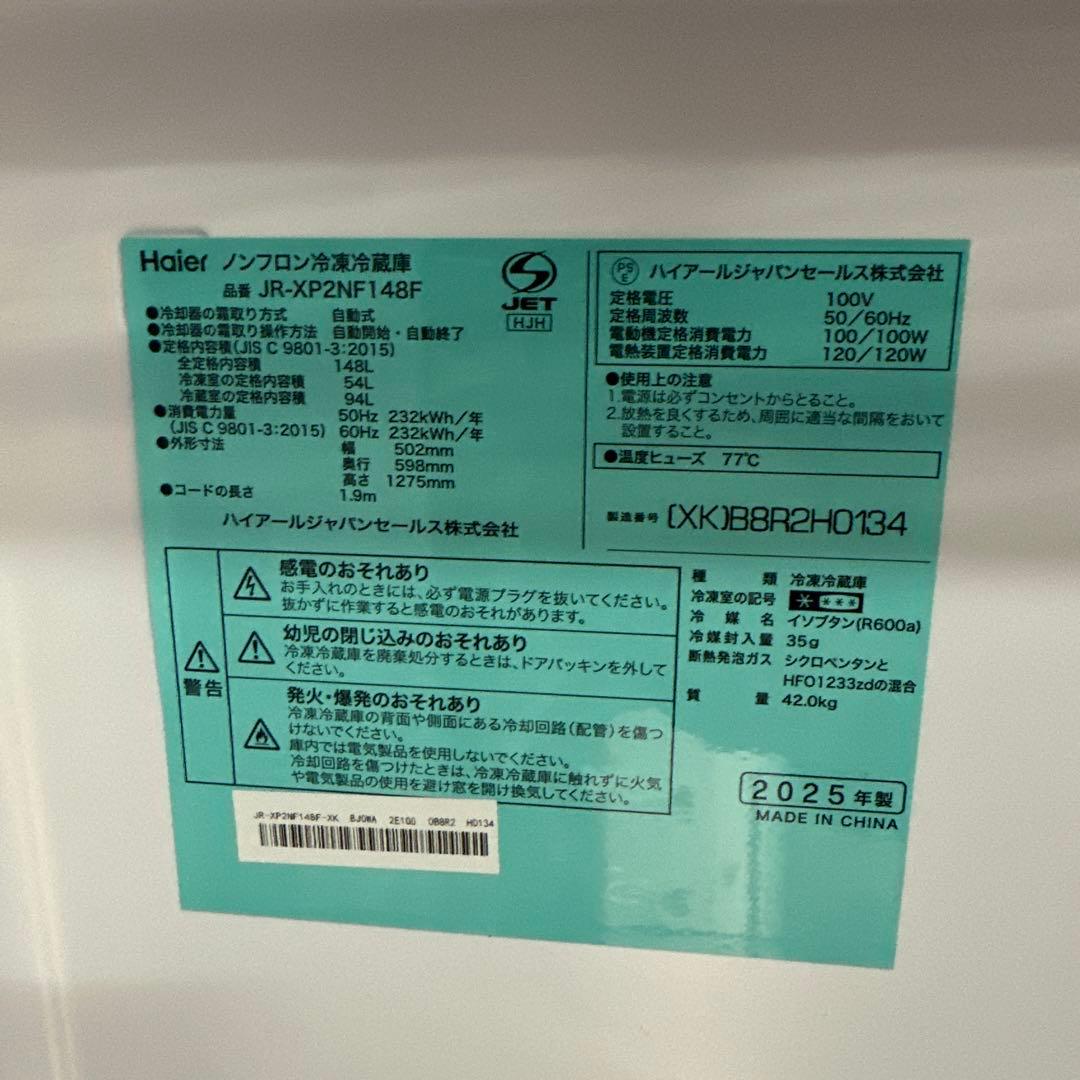 Haier ノンフロン冷凍冷蔵庫
品番 JR-XP2NF148F
●冷却器の霜取り方式 自動式
●冷却器の霜取り操作方法 自動開始・自動終了
●定格内容積(JIS C 9801-3:2015)
全定格内容積 148L
冷凍室の定格内容積 54L
冷蔵室の定格内容積 94L
●消費電力量 50Hz 232kWh/年
(JIS C 9801-3:2015) 60Hz 232kWh/年
●外形寸法 幅 502mm
奥行 598mm
高さ 1275mm
●コードの長さ 1.9m
ハイアールジャパンセールス株式会社
JET
HJH
PSE ハイアールジャパンセールス株式会社
定格電圧 100V
定格周波数 50/60Hz
電動機定格消費電力 100/100W
電熱装置定格消費電力 120/120W
●使用上の注意
1.電源は必ずコンセントからとること。
2.放熱を良くするため、周囲に適当な間隔をおいて
設置すること。
●温度ヒューズ 77℃
製造番号 (XK)B8R2H0134
警告
感電のおそれあり
お手入れのときには、必ず電源プラグを抜いてください。
抜かずに作業すると感電のおそれがあります。
幼児の閉じ込みのおそれあり
冷凍冷蔵庫を廃棄処分するときは、ドアパッキンを外して
ください。
発火・爆発のおそれあり
冷凍冷蔵庫の背面や側面にある冷却回路(配管)を傷つ
けないでください。
庫内では電気製品を使用しないでください。
冷却回路を傷つけたときは、冷凍冷蔵庫に触れずに火気
や電気製品の使用を避け窓を開け換気してください。
種類 冷凍冷蔵庫
冷凍室の記号 * ***
冷媒名 イソブタン(R600a)
冷媒封入量 35g
断熱発泡ガス シクロペンタンと
HFO1233zdの混合
質量 42.0kg
2025年製
MADE IN CHINA
JR-XP2NF148F-XK BJ0WA 2E100 0B8R2 H0134